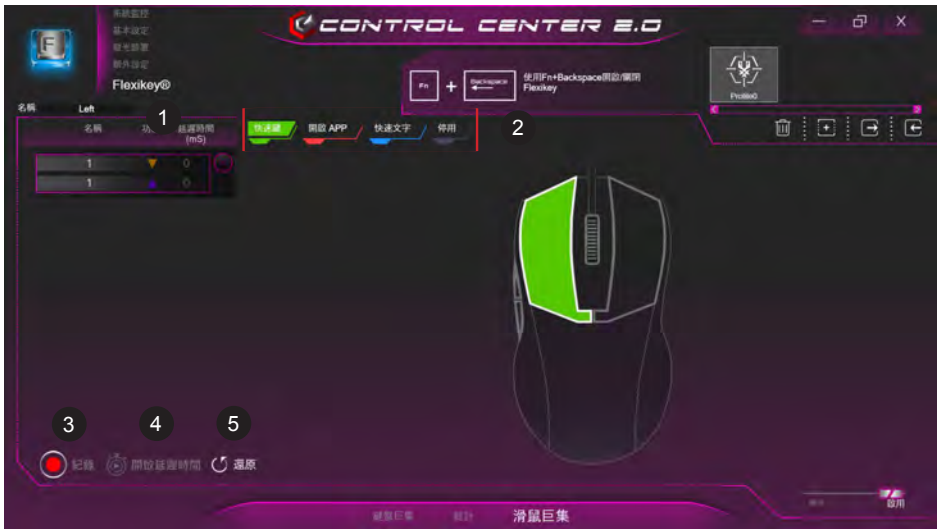 系統監控
基本設定
燈光裝置
額外設定
Flexikey®
CONTROL CENTER 2.0
Fn + Backspace
使用Fn+Backspace開啟/關閉
Flexikey
Profile0
名稱 Left
1
名稱 延遲時間
(mS)
快速鍵 開啟 APP 快速文字 停用
2
1 0
1 0
3 4 5
記錄 開啟延遲時間 還原
鍵盤巨集 統計 滑鼠巨集
啟用